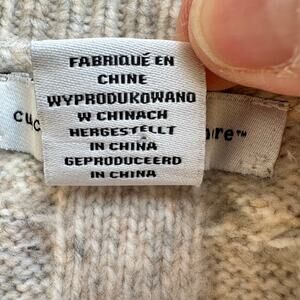 FABRIQUÉ EN
CHINE
WYPRODUKOWANO
W CHINACH
HERGESTELLT
IN CHINA
GEPRODUCEERD
IN CHINA